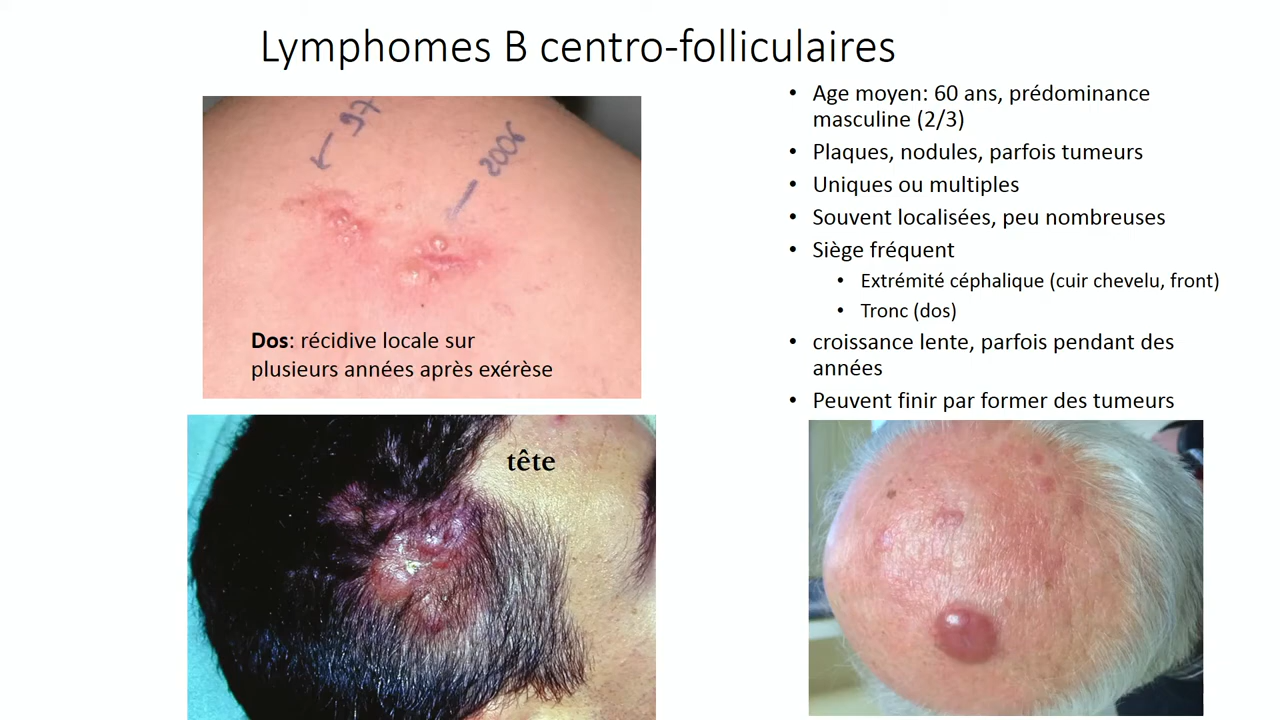 Lymphomes B centro-folliculaires
97
2006
Dos: récidive locale sur
plusieurs années après exérèse
tête
• Age moyen: 60 ans, prédominance
masculine (2/3)
• Plaques, nodules, parfois tumeurs
• Uniques ou multiples
• Souvent localisées, peu nombreuses
• Siège fréquent
• Extrémité céphalique (cuir chevelu, front)
• Tronc (dos)
• croissance lente, parfois pendant des
années
• Peuvent finir par former des tumeurs